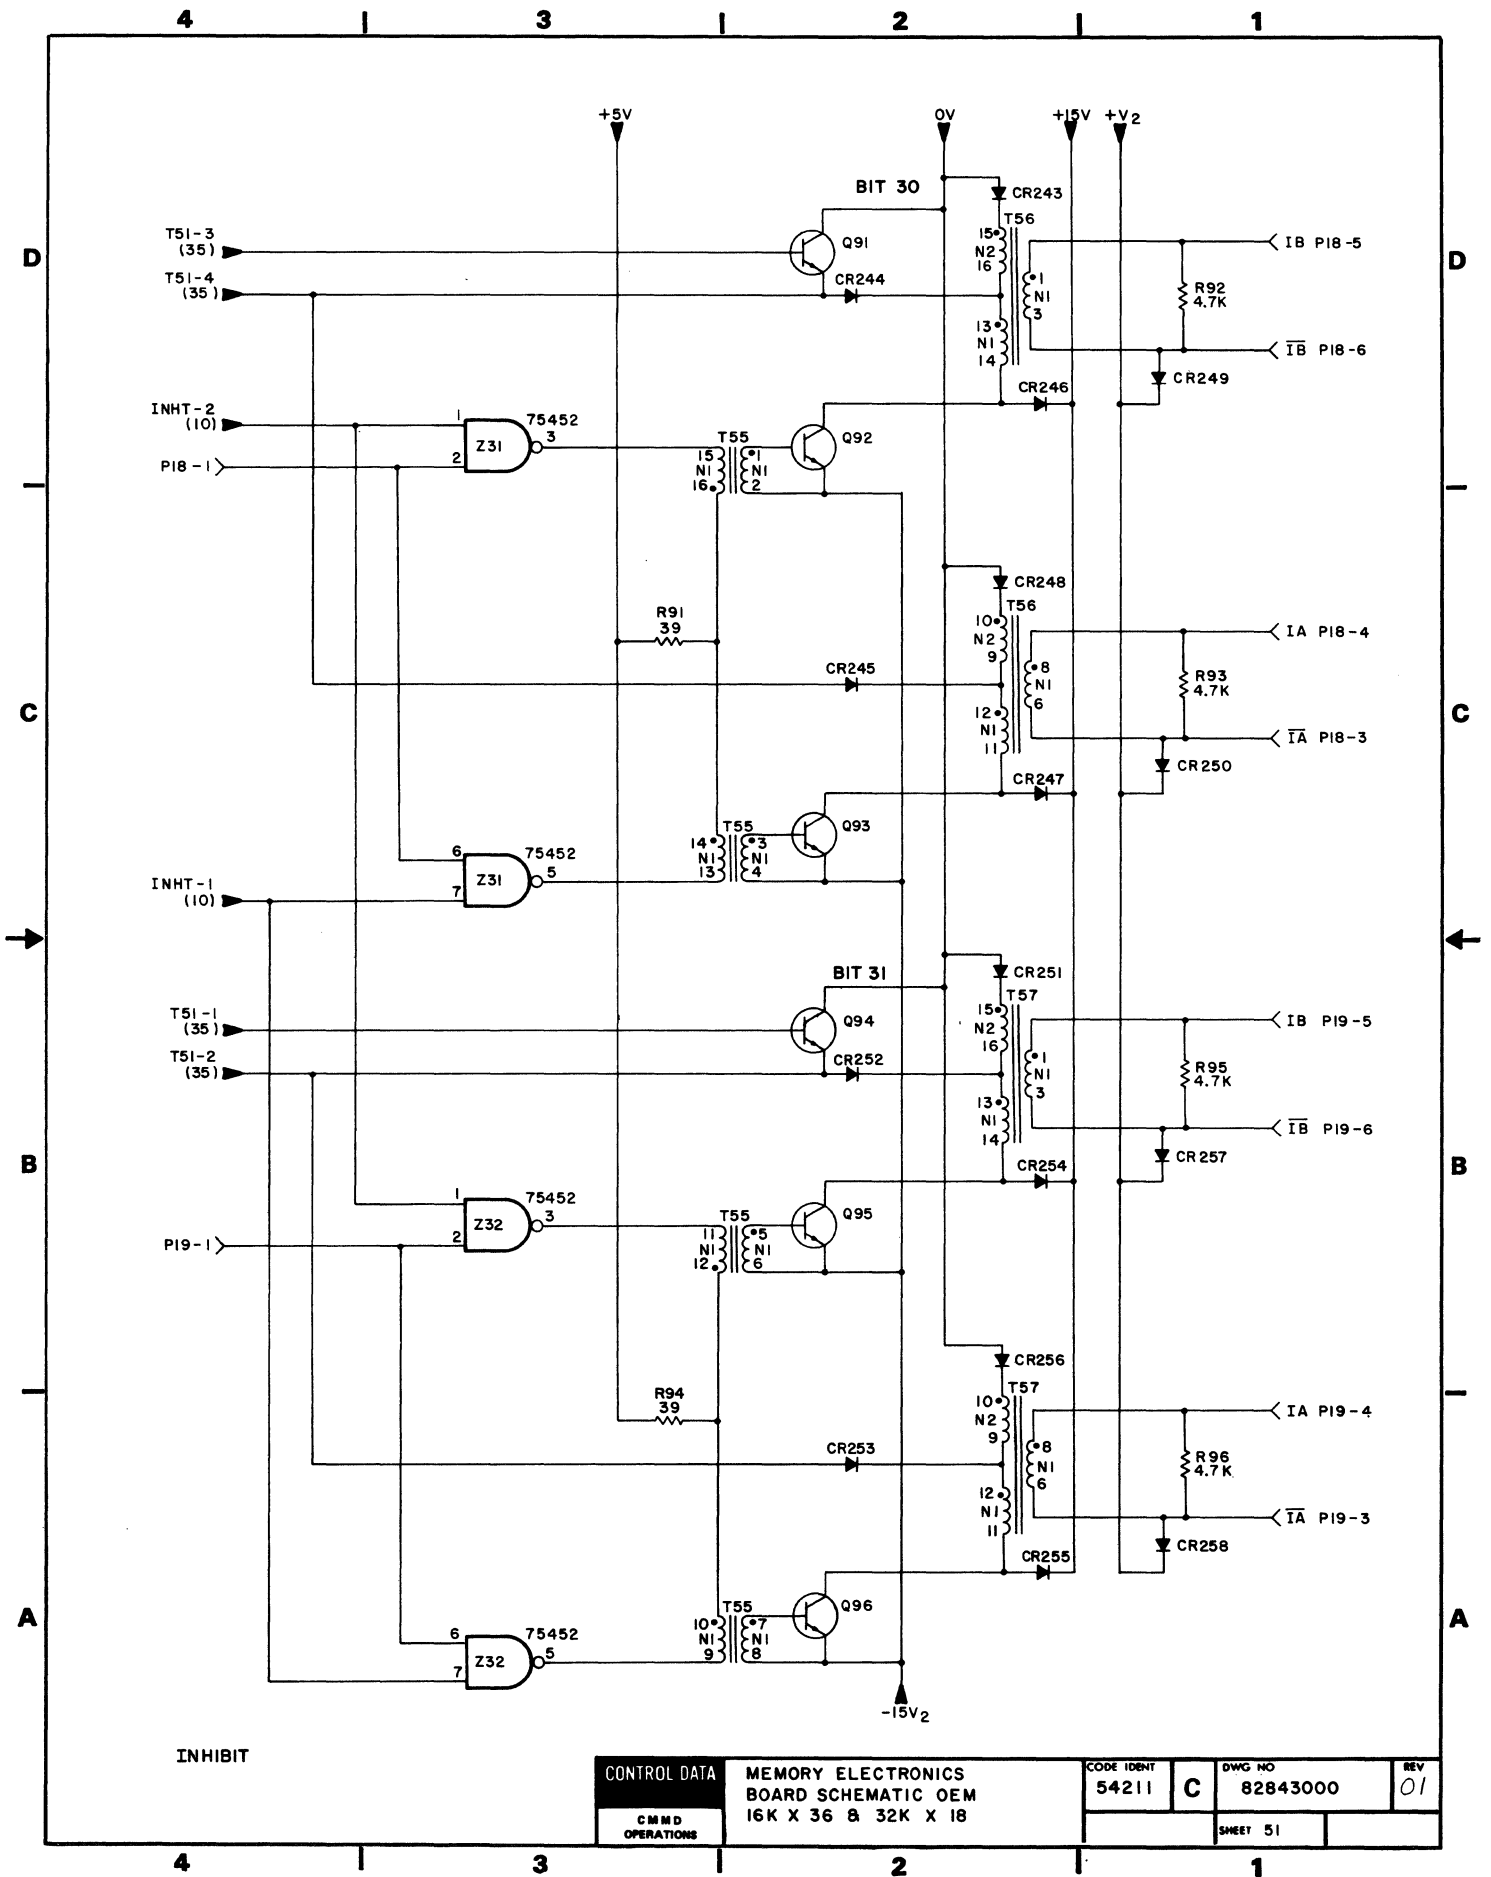 4 3 2 1
+5V 0V +15V +V2
BIT 30
CR243
T56
T51-3
(35)
Q91
15
N2
16
IB P18-5
T51-4
(35)
CR244
1
N1
3
R92
4.7K
13
N1
14
IB P18-6
CR249
CR246
D D
INHT-2
(10)
1
75452
3
Z31
2
P18-1
T55
15
N1
16
1
N1
2
Q92
CR248
T56
R91
39
10
N2
9
IA P18-4
CR245
8
N1
6
R93
4.7K
12
N1
11
IA P18-3
CR250
CR247
C C
T55
14
N1
13
3
N1
4
Q93
6
75452
5
Z31
7
INHT-1
(10)
BIT 31
CR251
T57
T51-1
(35)
Q94
15
N2
16
IB P19-5
T51-2
(35)
CR252
1
N1
3
R95
4.7K
13
N1
14
IB P19-6
CR257
CR254
B B
1
75452
3
Z32
2
P19-1
T55
11
N1
12
5
N1
6
Q95
CR256
T57
R94
39
10
N2
9
IA P19-4
CR253
8
N1
6
R96
4.7K
12
N1
11
IA P19-3
CR258
CR255
A A
T55
10
N1
9
7
N1
8
Q96
6
75452
5
Z32
7
-15V2
INHIBIT
CONTROL DATA
CMMD
OPERATIONS
MEMORY ELECTRONICS
BOARD SCHEMATIC OEM
16K X 36 & 32K X 18
CODE IDENT
54211
C
DWG NO
82843000
REV
01
SHEET 51
4 3 2 1